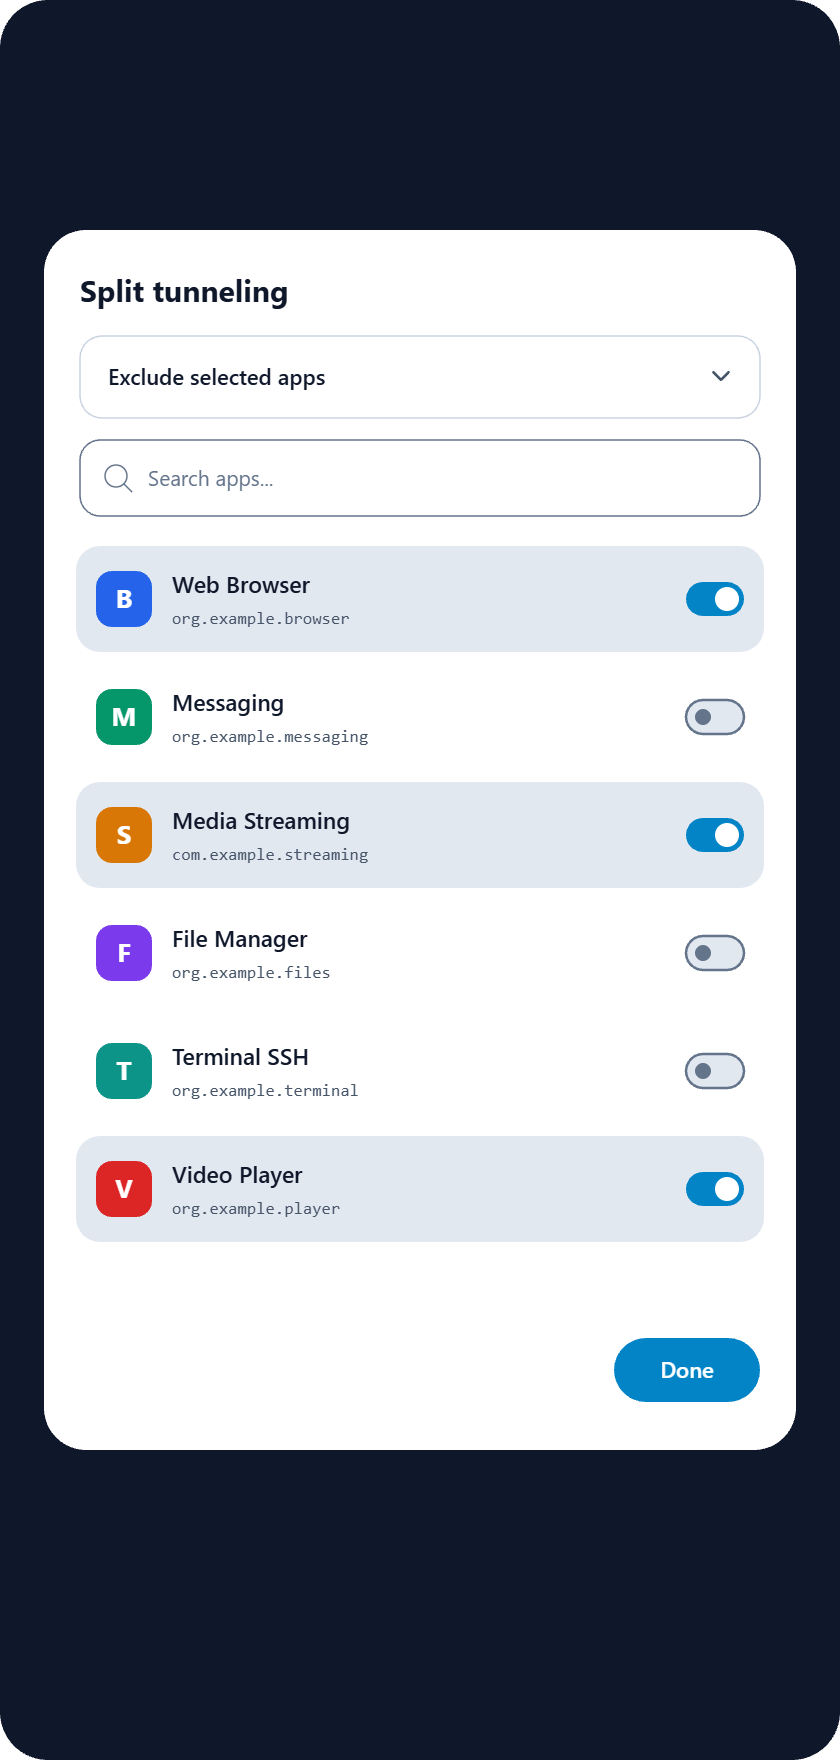 Split tunneling
Exclude selected apps
Search apps...
B
Web Browser
org.example.browser
M
Messaging
org.example.messaging
S
Media Streaming
com.example.streaming
F
File Manager
org.example.files
T
Terminal SSH
org.example.terminal
V
Video Player
org.example.player
Done